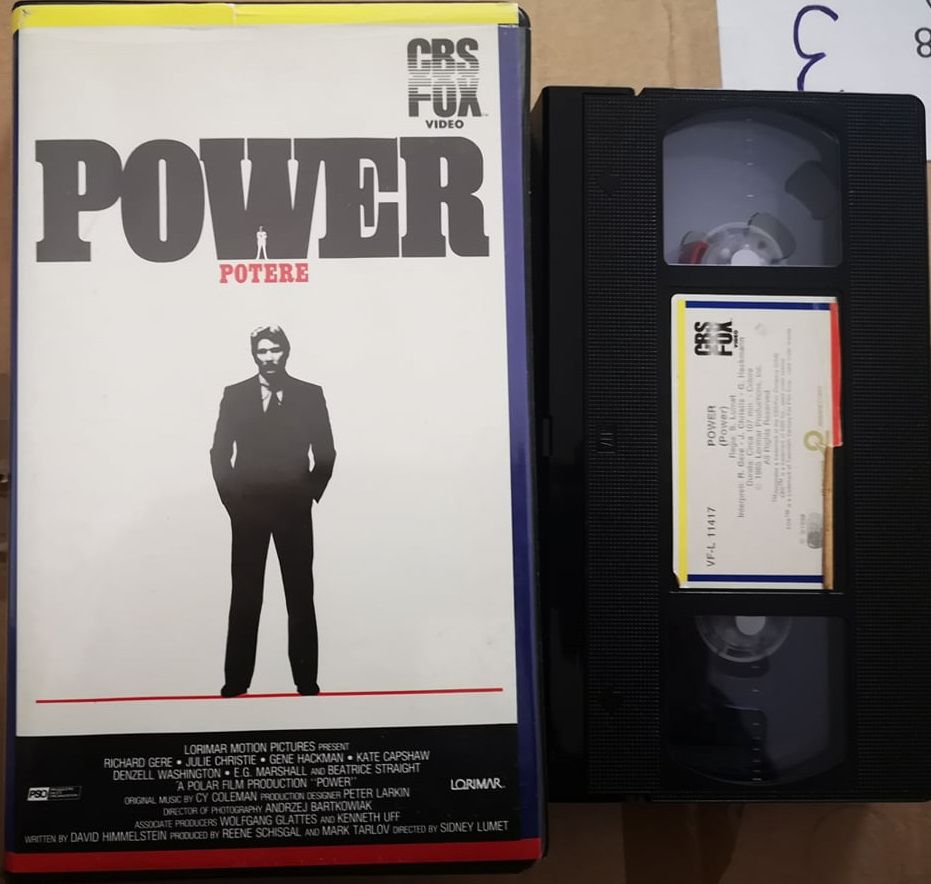 CBS
FOX
VIDEO
POWER
POTERE
LORIMAR MOTION PICTURES PRESENT
RICHARD GERE • JULIE CHRISTIE • GENE HACKMAN • KATE CAPSHAW
DENZELL WASHINGTON • E.G. MARSHALL AND BEATRICE STRAIGHT
"A POLAR FILM PRODUCTION "POWER"
ORIGINAL MUSIC BY CY COLEMAN PRODUCTION DESIGNER PETER LARKIN
DIRECTOR OF PHOTOGRAPHY ANDRZEJ BARTKOWIAK
ASSOCIATE PRODUCERS WOLFGANG GLATTES AND KENNETH UFF
WRITTEN BY DAVID HIMMELSTEIN PRODUCED BY REENE SCHISGAL AND MARK TARLOV DIRECTED BY SIDNEY LUMET
PSO
LORIMAR
CBS
FOX
VIDEO
VF-L 11417
POWER
(Power)
Regia: S. Lumet
Interpreti: R. Gere - J. Christie - G. Hackmann
Durata: Circa 107 min. - Colore
© 1985 Lorimar Productions, Inc.
All Rights Reserved
3
8